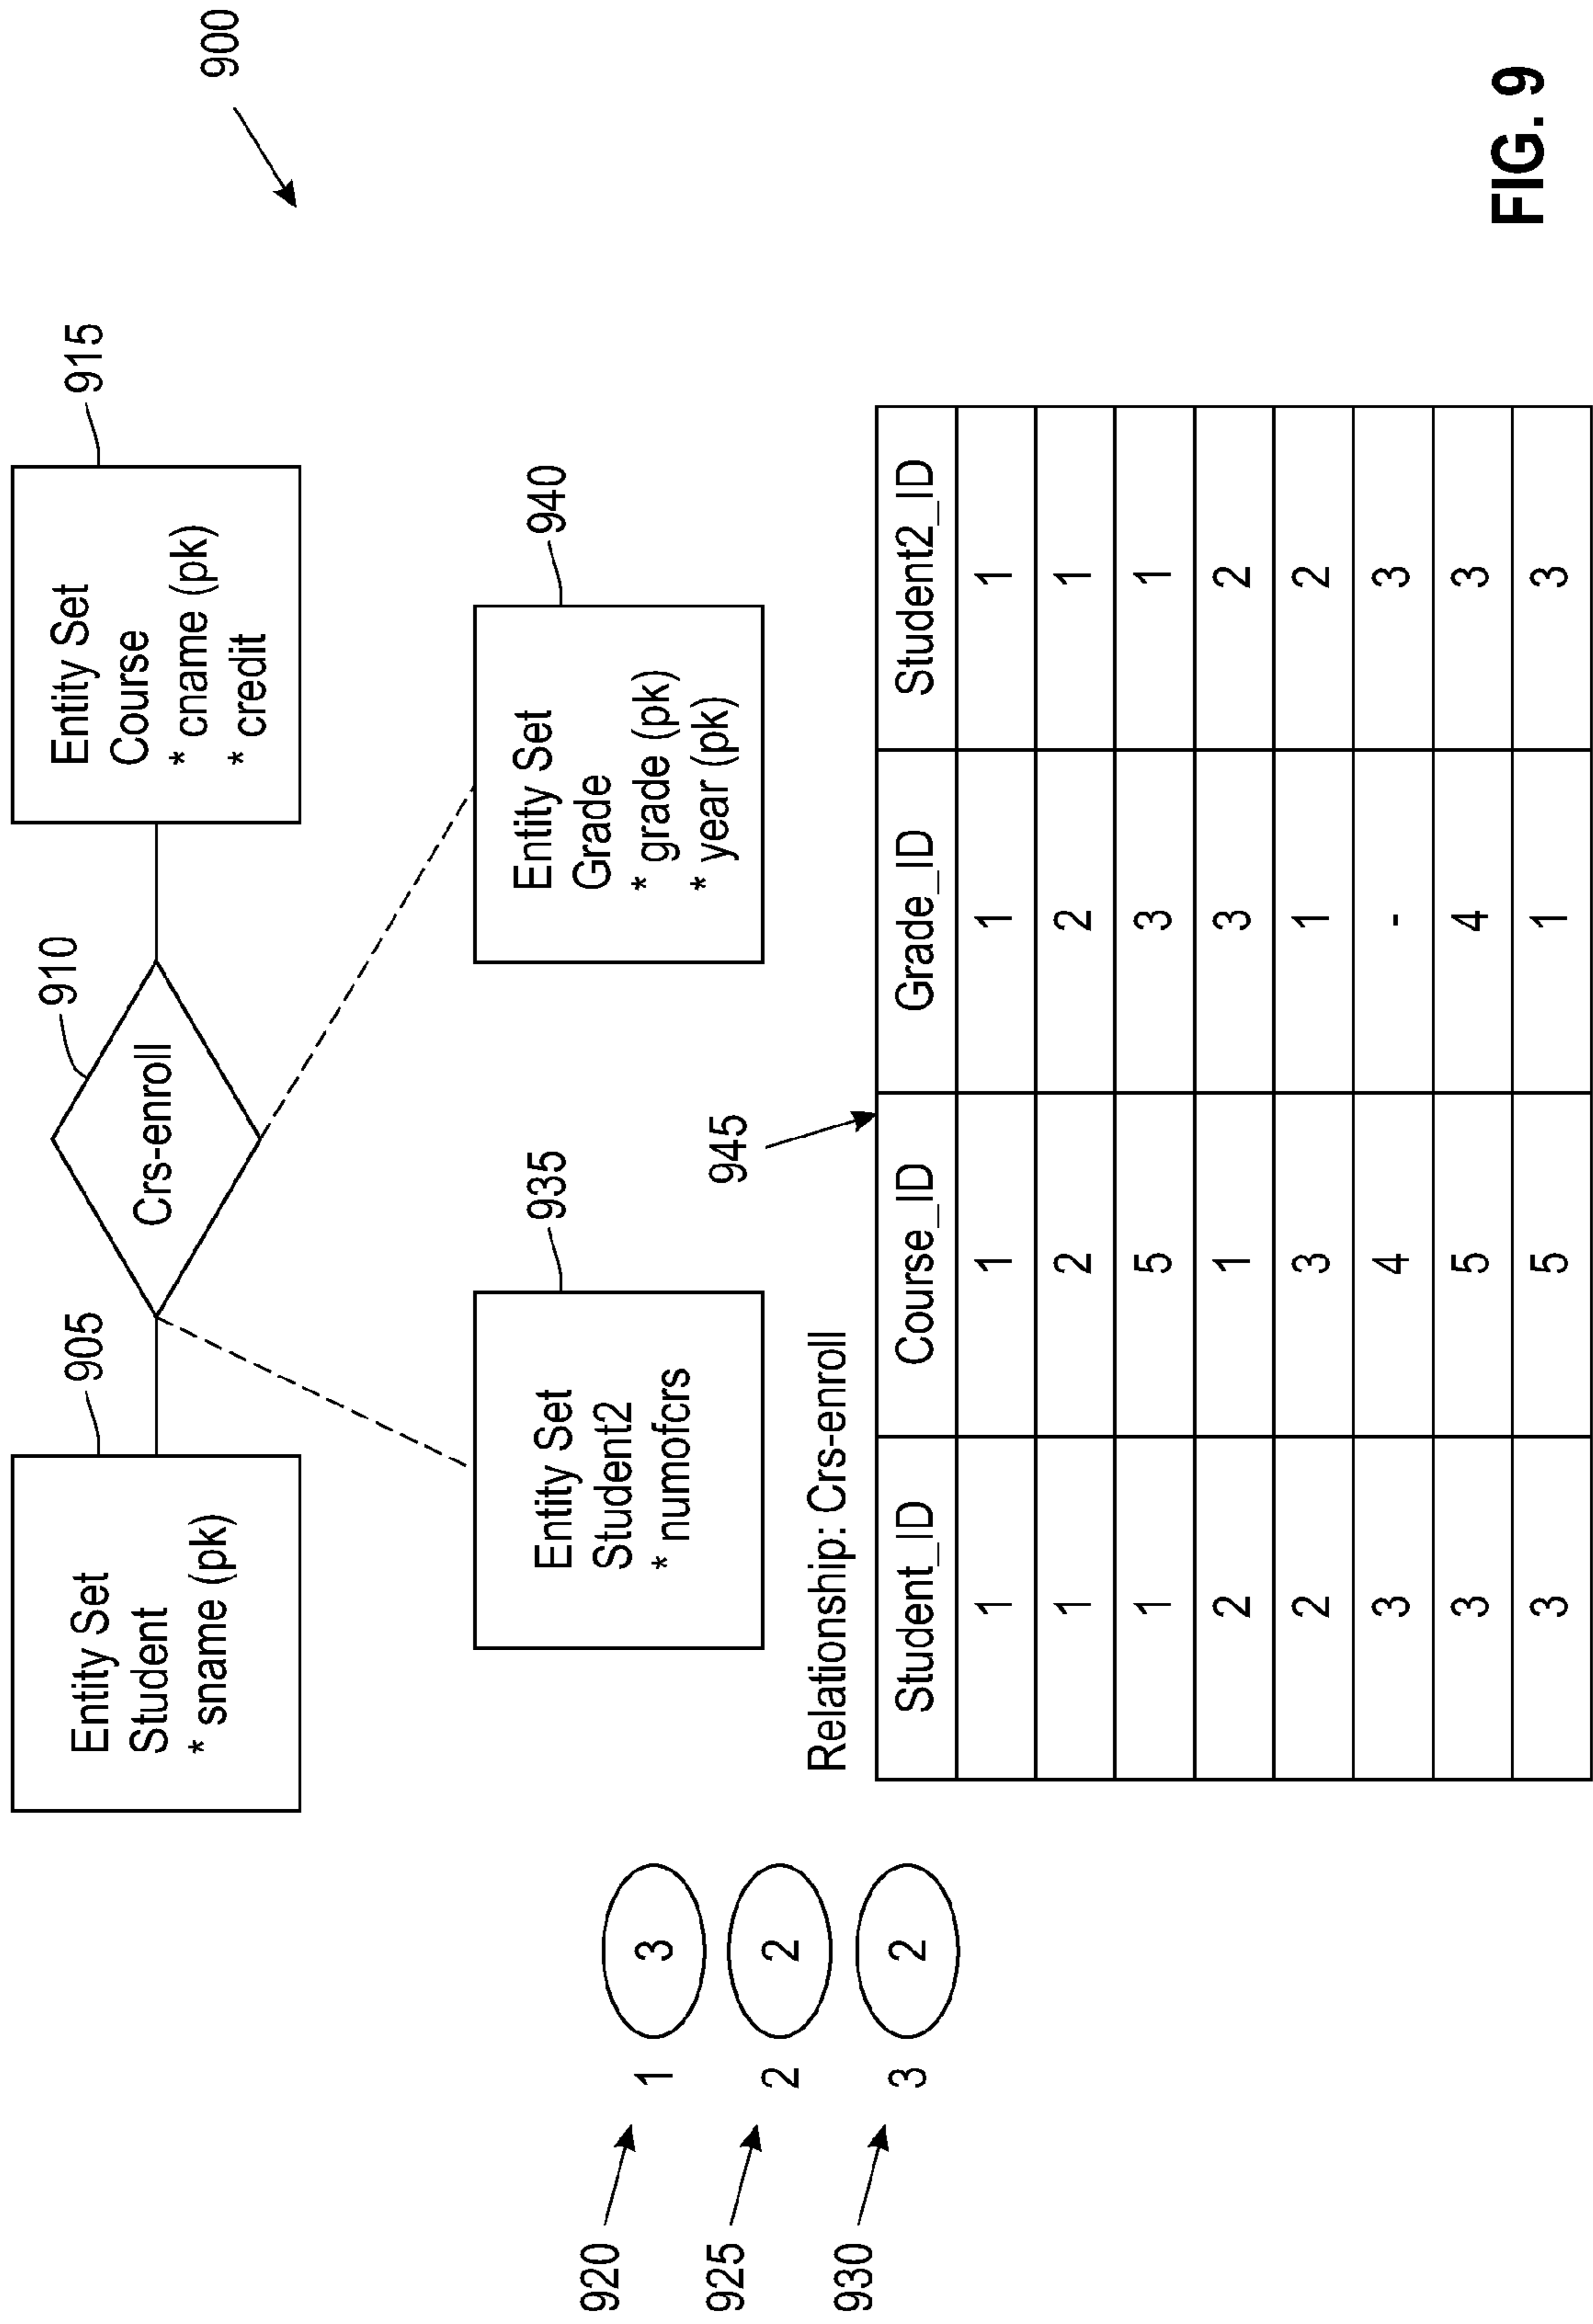 900
905
910
915
Entity Set
Student
* sname (pk)
Crs-enroll
Entity Set
Course
* cname (pk)
* credit
920
1
3
925
2
2
930
3
2
935
Entity Set
Student2
* numofcrs
940
Entity Set
Grade
* grade (pk)
* year (pk)
945
Relationship: Crs-enroll
Student_ID Course_ID Grade_ID Student2_ID
1 1 1 1
1 2 2 1
1 5 3 1
2 1 3 2
2 3 1 2
3 4 - 3
3 5 4 3
3 5 1 3
FIG. 9